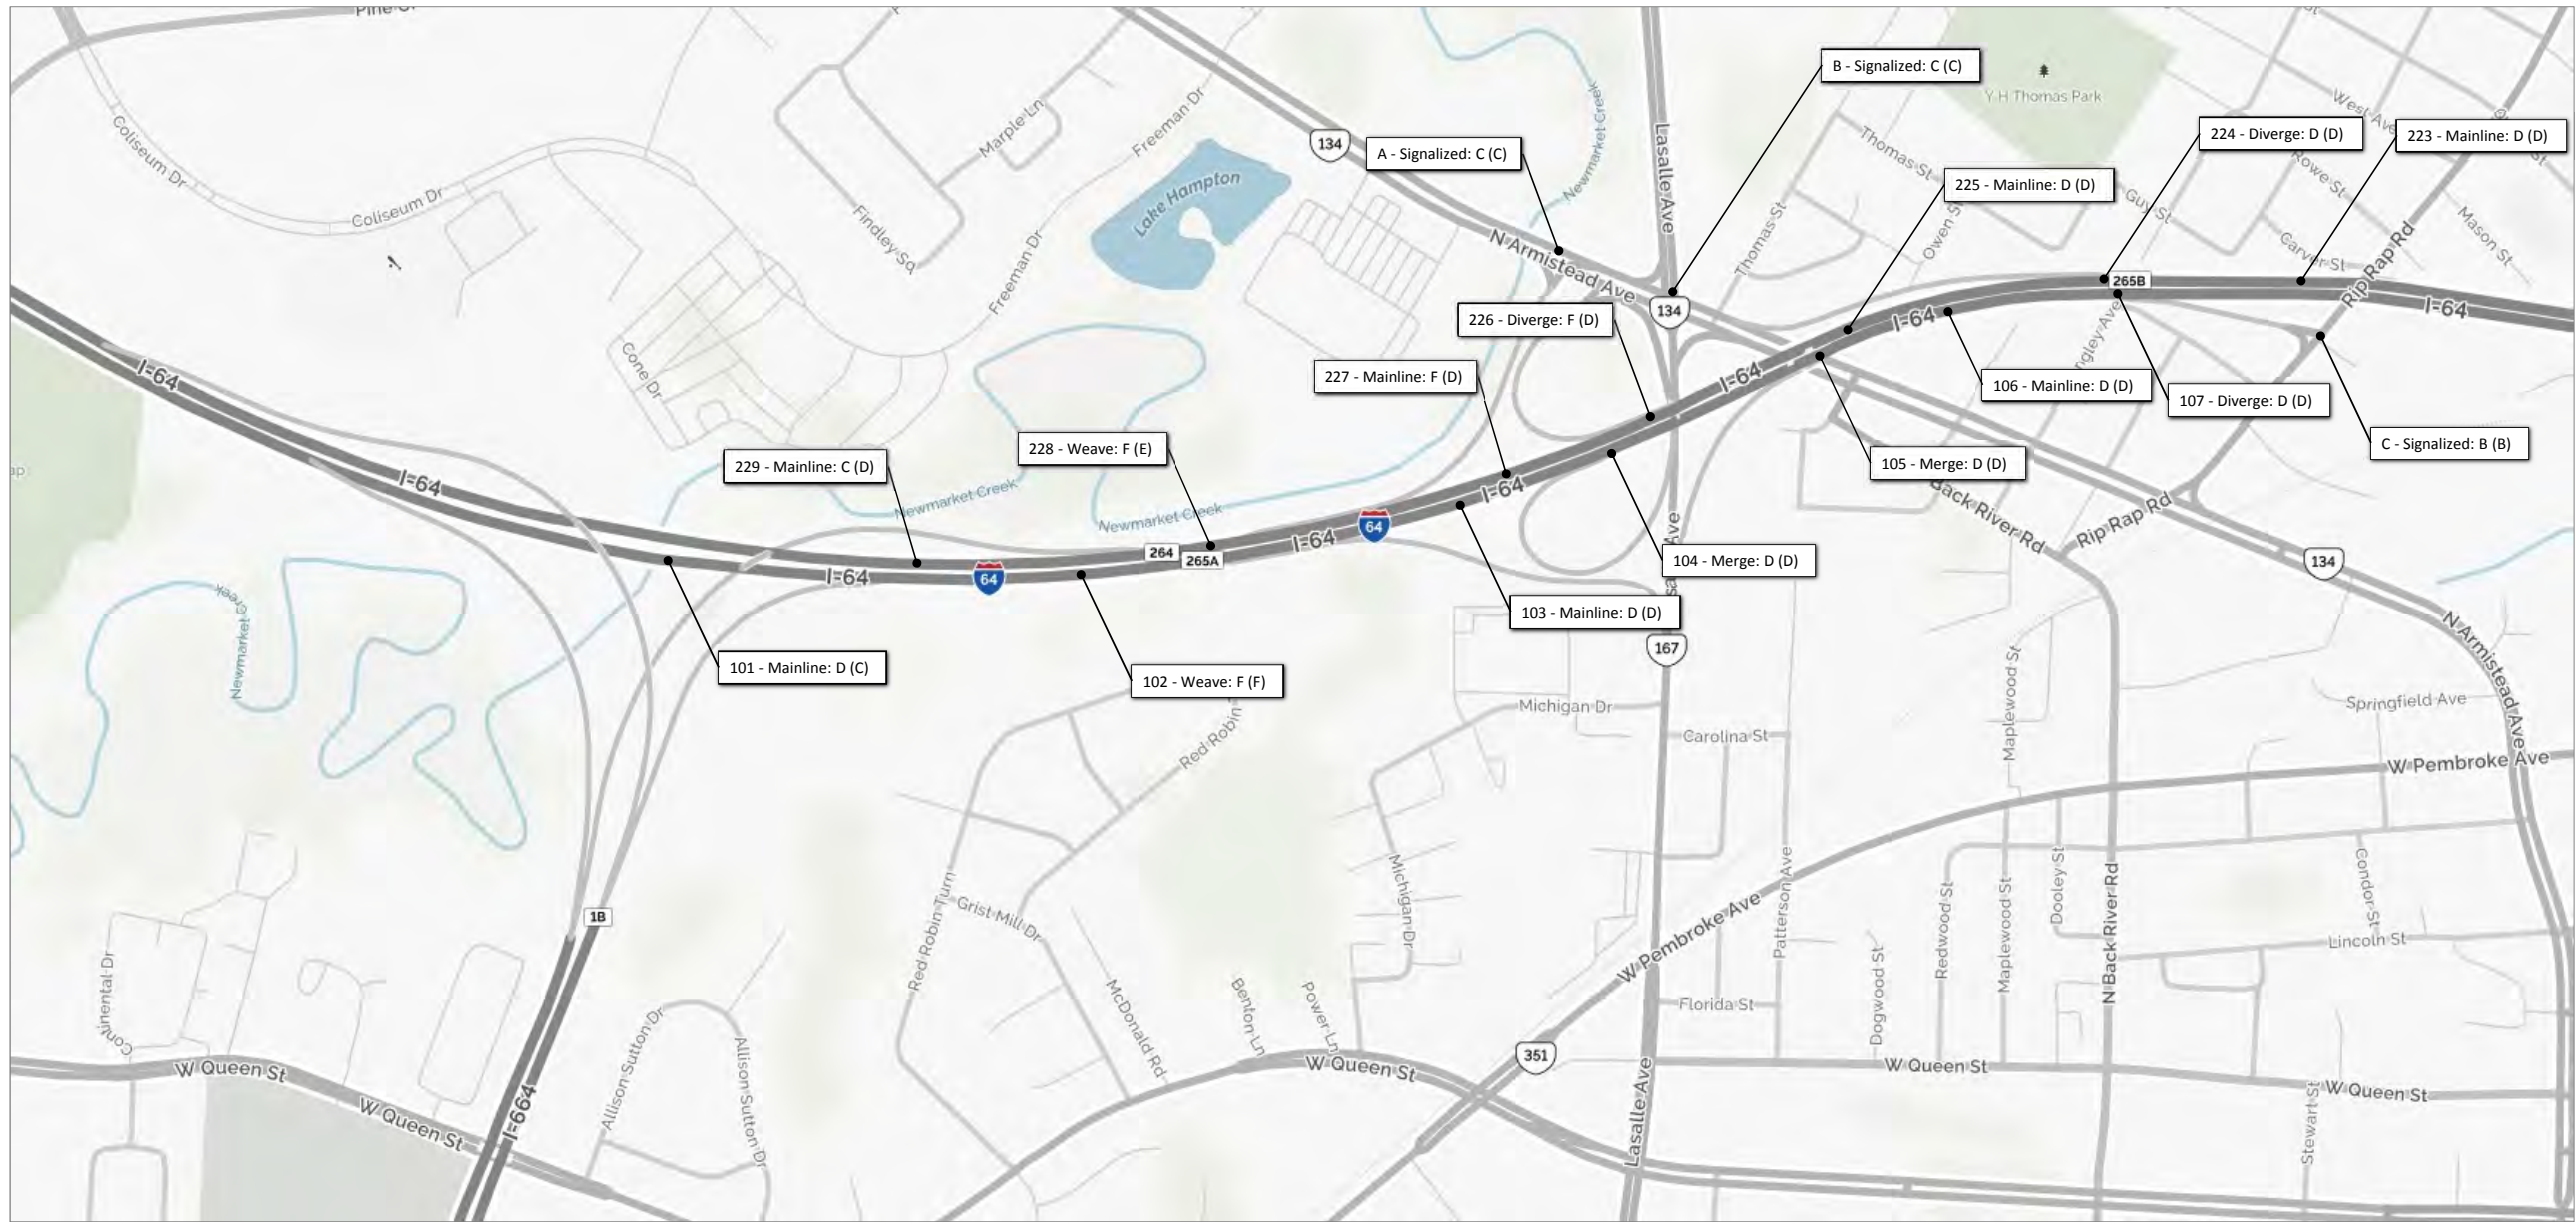 Coliseum Dr
Coliseum Dr
Marple Ln
Freeman Dr
Findley Sq
Freeman Dr
Lake Hampton
Cone Dr
134
Newmarket Creek
Lasalle Ave
N Armistead Ave
134
Y H Thomas Park
Thomas St
Thomas St
Guy St
Rowe St
Carver St
Mason St
Rip Rap Rd
B - Signalized: C (C)
A - Signalized: C (C)
224 - Diverge: D (D)
223 - Mainline: D (D)
225 - Mainline: D (D)
226 - Diverge: F (D)
227 - Mainline: F (D)
228 - Weave: F (E)
229 - Mainline: C (D)
106 - Mainline: D (D)
107 - Diverge: D (D)
C - Signalized: B (B)
105 - Merge: D (D)
104 - Merge: D (D)
103 - Mainline: D (D)
102 - Weave: F (F)
101 - Mainline: D (C)
265B
I-64
I-64
I-64
I-64
I-64
I-64
I-64
I-64
64
64
264
265A
Newmarket Creek
Newmarket Creek
Newmarket Creek
Back River Rd
Rip Rap Rd
134
N Armistead Ave
167
Michigan Dr
Carolina St
Maplewood St
Springfield Ave
W Pembroke Ave
Red Robin
Red Robin Turn
Grist Mill Dr
McDonald Rd
Benton Ln
Power Ln
Michigan Dr
W Pembroke Ave
Patterson Ave
Dogwood St
Redwood St
Maplewood St
Dooley St
N Back River Rd
Condor St
Lincoln St
Florida St
1B
Continental Dr
Allison Sutton Dr
Allison Sutton Dr
I-664
W Queen St
W Queen St
W Queen St
351
Lasalle Ave
W Queen St
W Queen St
Stewart St